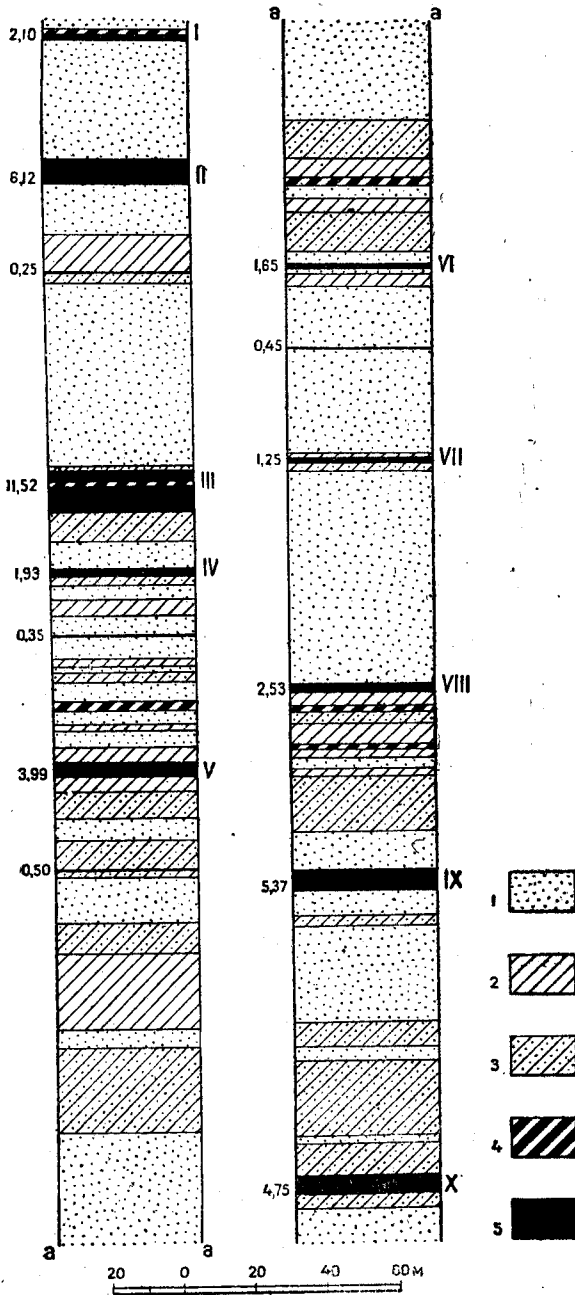 a a
2,10 I
6,12 II
0,25
11,52 III
1,93 IV
0,35
3,99 V
0,50
a a
a a
1,65 VI
0,45
1,25 VII
2,53 VIII
5,37 IX
4,75 X
1
2
3
4
5
20 0 20 40 60 м